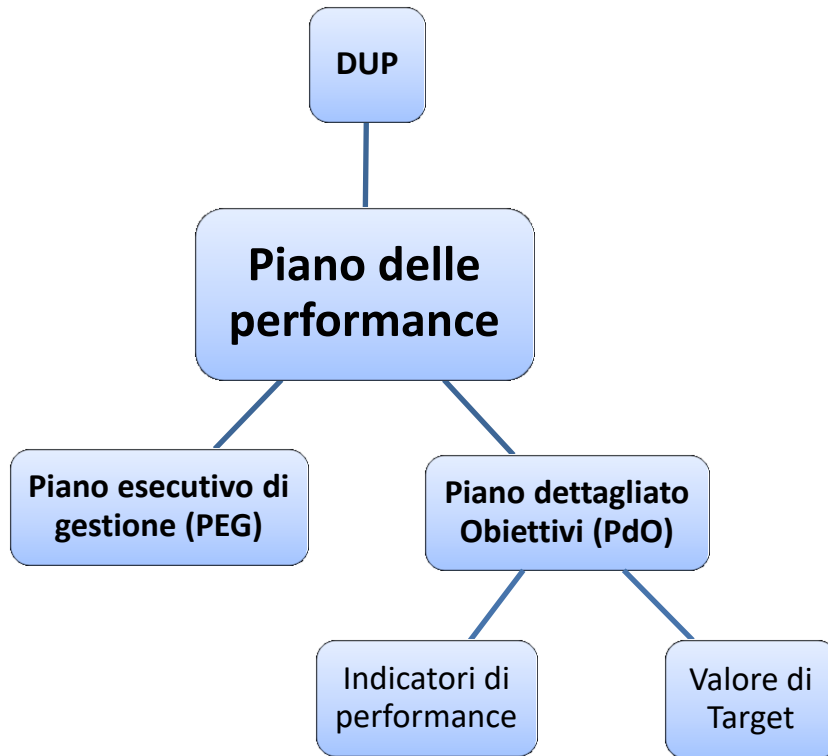 DUP
Piano delle
performance
Piano esecutivo di
gestione (PEG)
Piano dettagliato
Obiettivi (PdO)
Indicatori di
performance
Valore di
Target